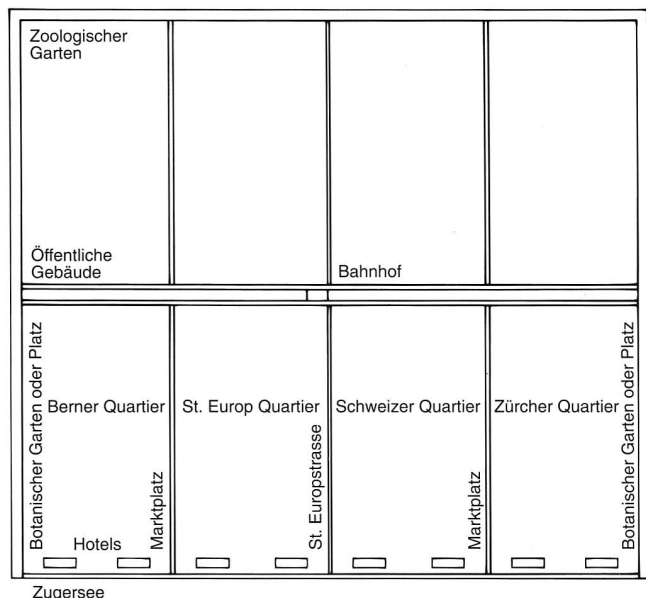 Zoologischer
Garten
Öffentliche
Gebäude
Bahnhof
Botanischer Garten oder Platz
Berner Quartier
Marktplatz
Hotels
St. Europ Quartier
St. Europstrasse
Schweizer Quartier
Marktplatz
Zürcher Quartier
Botanischer Garten oder Platz
Zugersee